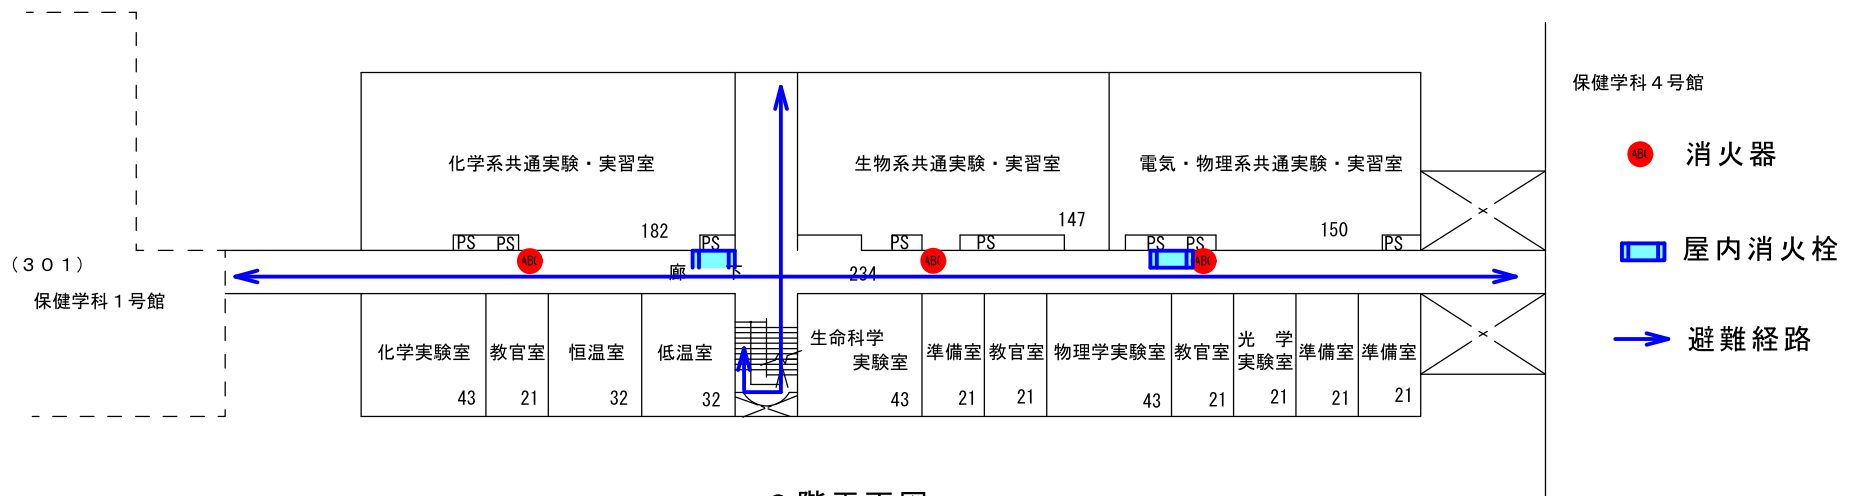 保健学科４号館
消火器
屋内消火栓
避難経路
ABC
化学系共通実験・実習室
生物系共通実験・実習室
電気・物理系共通実験・実習室
182
147
150
PS
PS
PS
PS
PS
PS
PS
PS
ABC
ABC
ABC
（３０１）
保健学科１号館
廊下
234
化学実験室
43
教官室
21
恒温室
32
低温室
32
生命科学
実験室
43
準備室
21
教官室
21
物理学実験室
43
教官室
21
光学
実験室
21
準備室
21
準備室
21